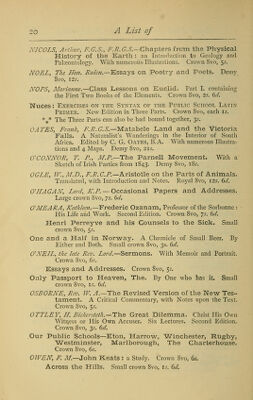 20 A List of
NICOLS, Arthur, F.G.S., F.R.G.S.—Chapters from the Physical
History of the Earth: an Introduction to Geology and
Palæontology. With numerous Illustrations. Crown 8vo, 5s.
NOEL, The Hon. Roden.—Essays on Poetry and Poets. Demy
8vo, 12s.
NOPS, Marianne.—Class Lessons on Euclid. Part I. containing
the First Two Books of the Elements. Crown 8vo, 2s. 6d.
Nuces: EXERCISES ON THE SYNTAX OF THE PUBLIC SCHOOL LATIN
PRIMER. New Edition in Three Parts. Crown 8vo, each 1s.
*** The Three Parts can also be had bound together, 3s.
OATES, Frank, F.R.G.S.—Matabele Land and the Victoria
Falls. A Naturalist's Wanderings in the Interior of South
Africa. Edited by C. G. OATES, B.A. With numerous Illustra-
tions and 4 Maps. Demy 8vo, 21s.
O'CONNOR, T. P., M.P.—The Parnell Movement. With a
Sketch of Irish Parties from 1843. Demy 8vo, 18s.
OGLE, W., M.D., F.R.C.P.—Aristotle on the Parts of Animals.
Translated, with Introduction and Notes. Royal 8vo, 12s. 6d.
O'HAGAN, Lord, K.P.—Occasional Papers and Addresses.
Large crown 8vo, 7s. 6d.
O'MEARA, Kathleen.—Frederic Ozanam, Professor of the Sorbonne:
His Life and Work. Second Edition. Crown 8vo, 7s. 6d.
Henri Perreyve and his Counsels to the Sick. Small
crown 8vo, 5s.
One and a Half in Norway. A Chronicle of Small Beer. By
Either and Both. Small crown 8vo, 3s. 6d.
O'NEIL, the late Rev. Lord.—Sermons. With Memoir and Portrait.
Crown 8vo, 6s.
Essays and Addresses. Crown 8vo, 5s.
Only Passport to Heaven, The. By One who has it. Small
crown 8vo, 1s. 6d.
OSBORNE, Rev. W. A.—The Revised Version of the New Tes-
tament. A Critical Commentary, with Notes upon the Text.
Crown 8vo, 5s.
OTTLEY, H. Bickersteth.—The Great Dilemma. Christ His Own
Witness or His Own Accuser. Six Lectures. Second Edition.
Crown 8vo, 3s. 6d.
Our Public Schools—Eton, Harrow, Winchester, Rugby,
Westminster, Marlborough, The Charterhouse.
Crown 8vo, 6s.
OWEN, F. M.—John Keats: a Study. Crown 8vo, 6s.
Across the Hills. Small crown 8vo, 1s. 6d.